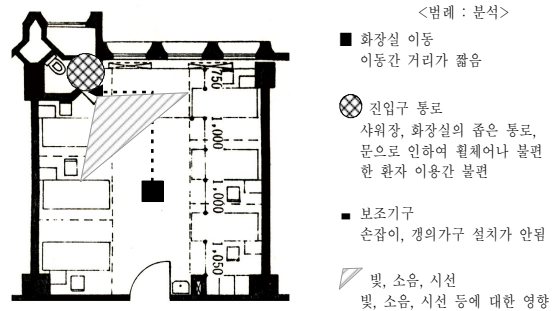 <범례 : 분석>
화장실 이동
이동간 거리가 짧음
진입구 통로
샤워장, 화장실의 좁은 통로,
문으로 인하여 휠체어나 불편
한 환자 이용간 불편
보조기구
손잡이, 갱의가구 설치가 안됨
빛, 소음, 시선
빛, 소음, 시선 등에 대한 영향
750
1,000
1,000
1,050